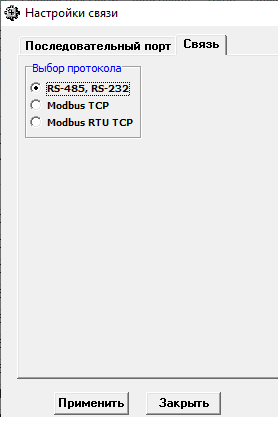 Настройки связи
Последовательный порт Связь
Выбор протокола
RS-485, RS-232
Modbus TCP
Modbus RTU TCP
Применить Закрыть